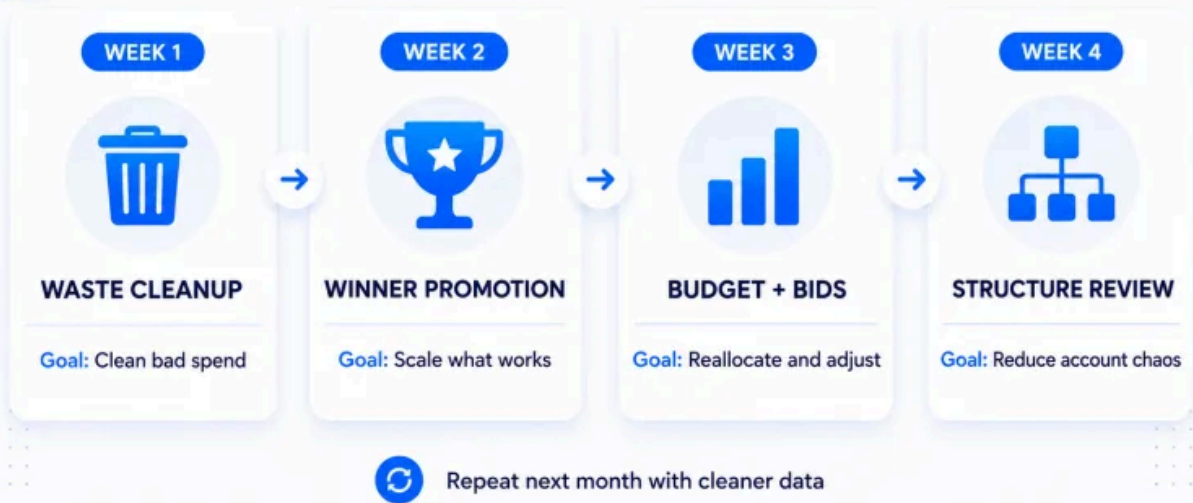 WEEK 1
WASTE CLEANUP
Goal: Clean bad spend
WEEK 2
WINNER PROMOTION
Goal: Scale what works
WEEK 3
BUDGET + BIDS
Goal: Reallocate and adjust
WEEK 4
STRUCTURE REVIEW
Goal: Reduce account chaos
Repeat next month with cleaner data